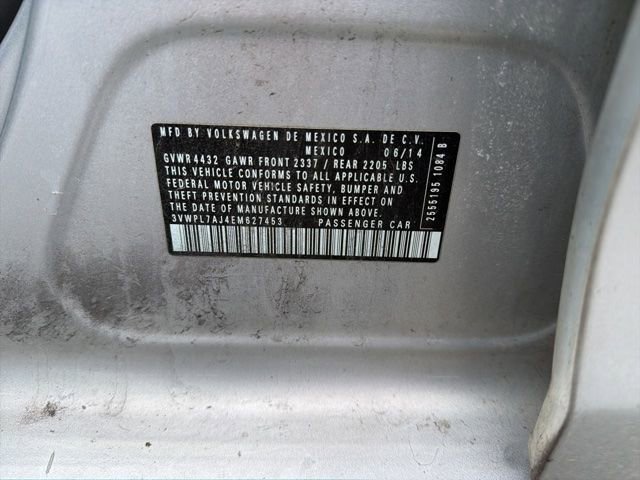 MFD BY VOLKSWAGEN DE MEXICO S.A. DE C.V.
MEXICO 06/14
GVWR 4432 GAWR FRONT 2337 / REAR 2205 LBS
THIS VEHICLE CONFORMS TO ALL APPLICABLE
FEDERAL MOTOR VEHICLE SAFETY, BUMPER AND
THEFT PREVENTION STANDARDS IN EFFECT ON
THE DATE OF MANUFACTURE SHOWN ABOVE.
3VWPL7AJ4EM627453 PASSENGER CAR
2555195 1084 B